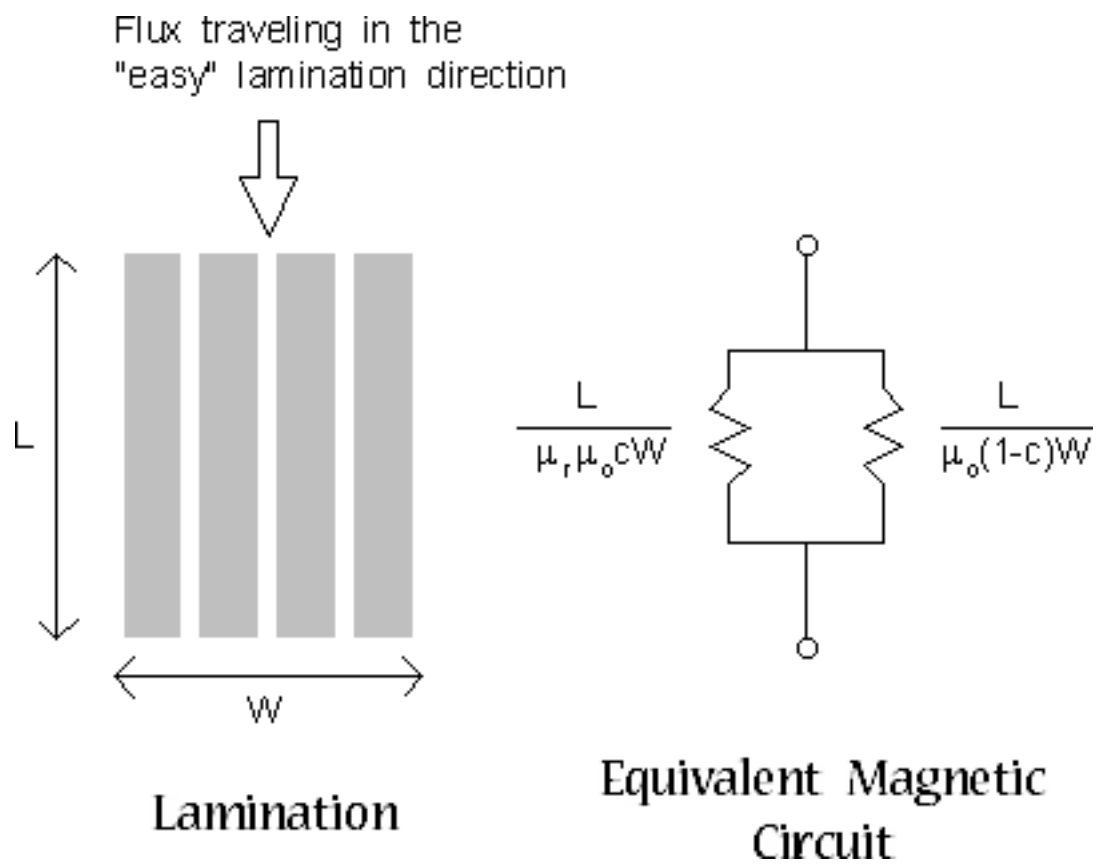 Flux traveling in the
"easy" lamination direction
L
W
L
μrμocW
L
μo(1-c)W
Lamination
Equivalent Magnetic
Circuit